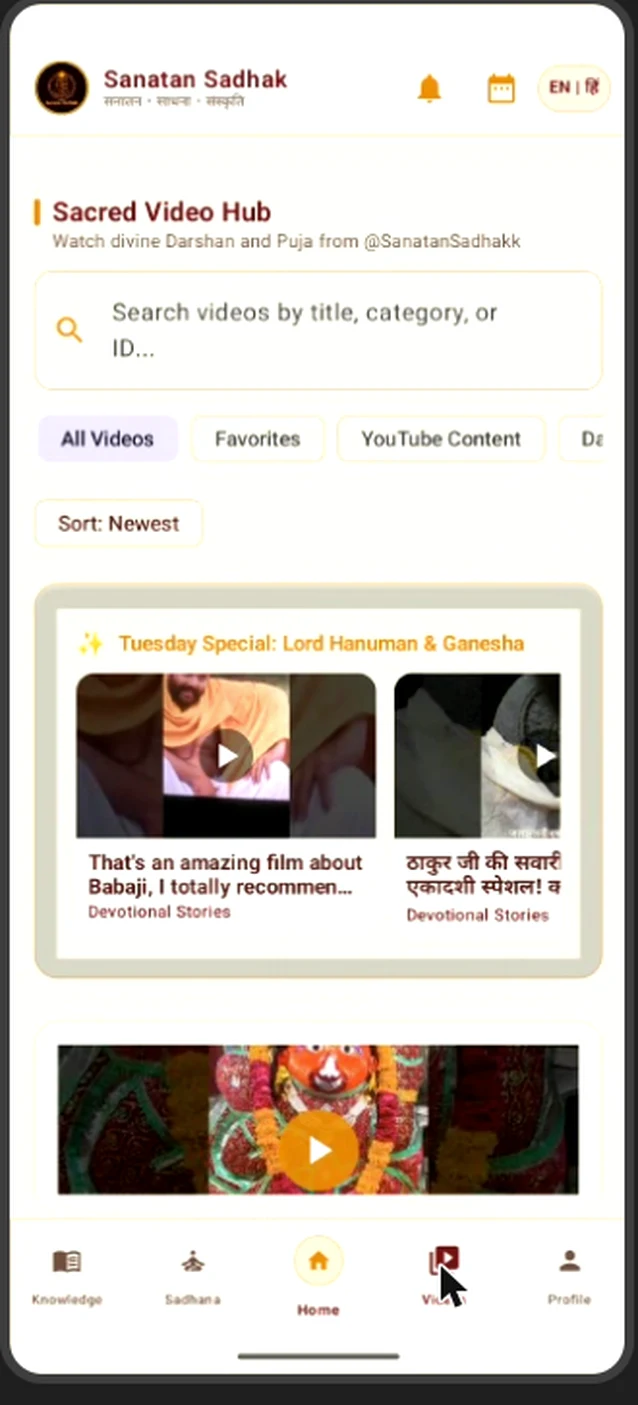 Sanatan Sadhak
सनातन • साधना • संस्कृति
EN | हिं
Sacred Video Hub
Watch divine Darshan and Puja from @SanatanSadhakk
Search videos by title, category, or
ID...
All Videos
Favorites
YouTube Content
Da
Sort: Newest
✨ Tuesday Special: Lord Hanuman & Ganesha
That's an amazing film about
Babaji, I totally recommen...
Devotional Stories
ठाकुर जी की सवारी
एकादशी स्पेशल!
Devotional Stories
Knowledge
Sadhana
Home
Profile